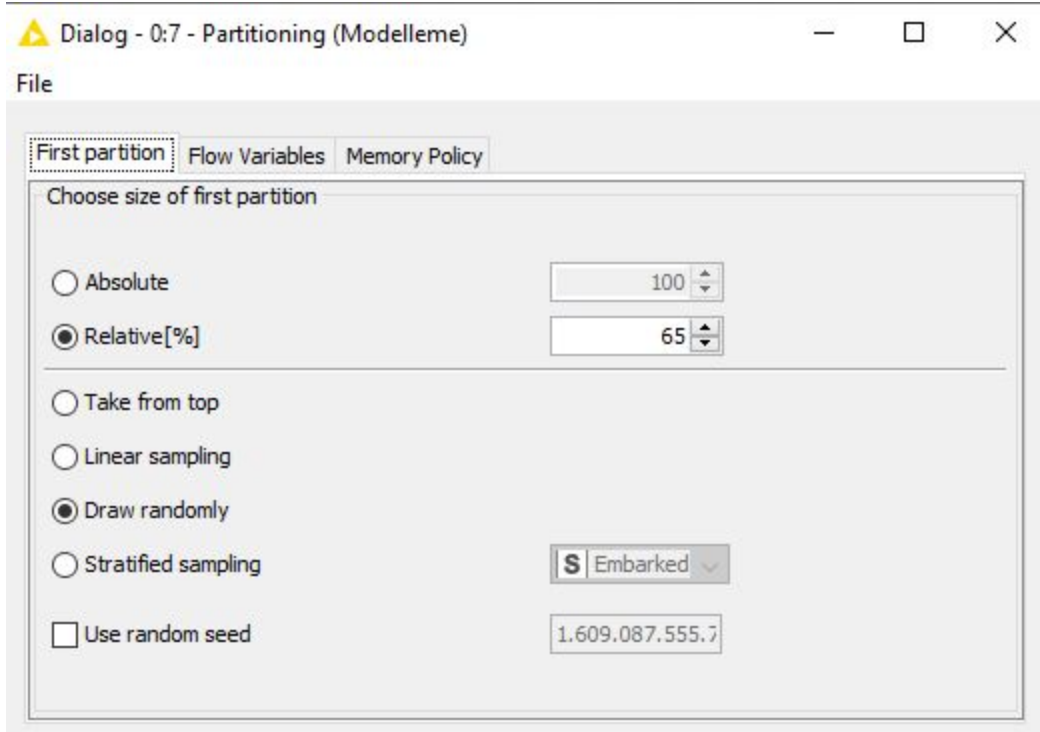 Dialog - 0:7 - Partitioning (Modelleme)
File
First partition Flow Variables Memory Policy
Choose size of first partition
Absolute 100
Relative[%] 65
Take from top
Linear sampling
Draw randomly
Stratified sampling S Embarked
Use random seed 1.609.087.555.7